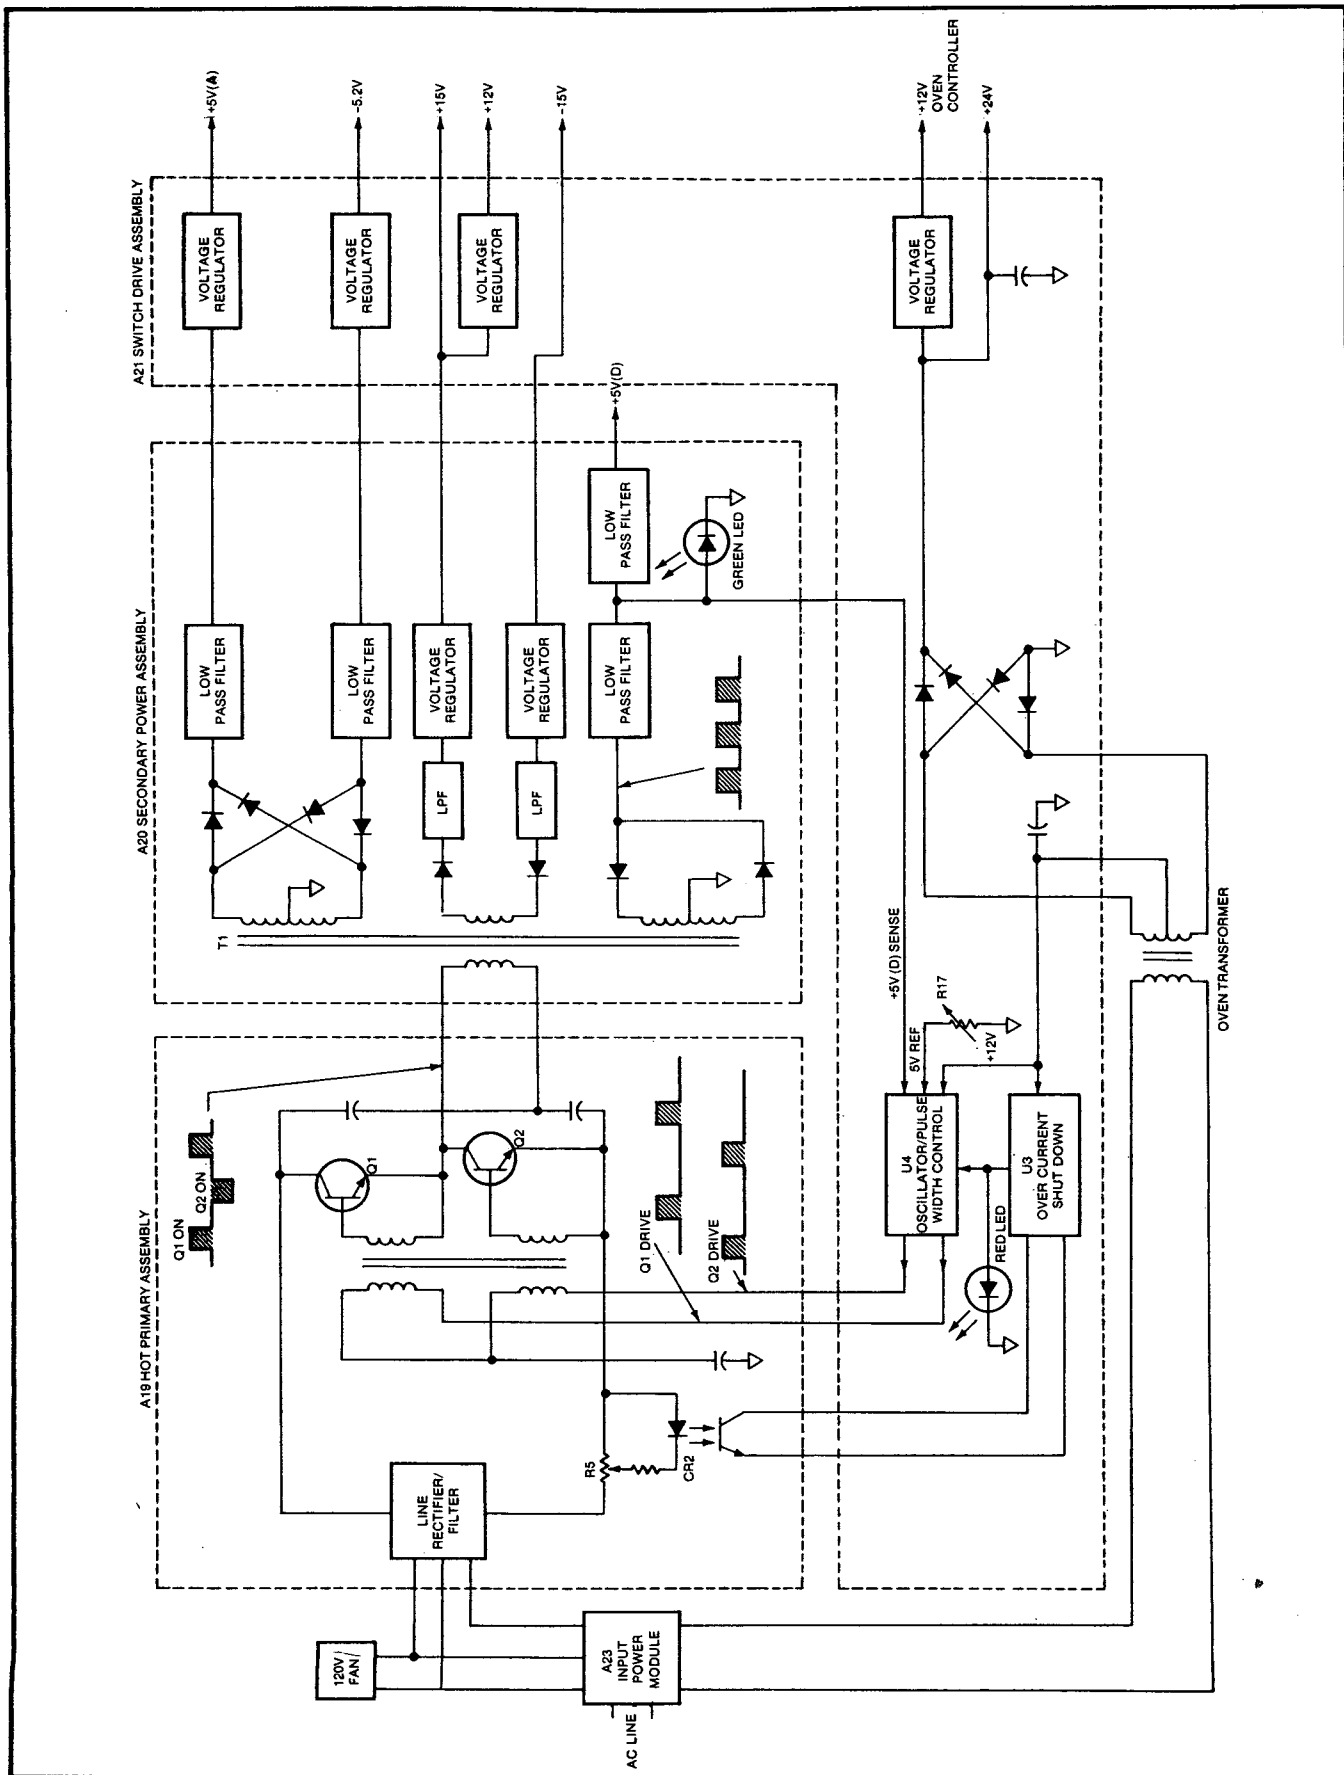 A19 HOT PRIMARY ASSEMBLY
A20 SECONDARY POWER ASSEMBLY
A21 SWITCH DRIVE ASSEMBLY
AC LINE
A23
INPUT
POWER
MODULE
120V/
FAN/
LINE
RECTIFIER/
FILTER
Q1 ON
Q2 ON
Q1
Q2
Q1 DRIVE
Q2 DRIVE
R5
CR2
T1
LOW
PASS FILTER
VOLTAGE
REGULATOR
+5V(A)
LOW
PASS FILTER
VOLTAGE
REGULATOR
-5.2V
LPF
VOLTAGE
REGULATOR
+15V
VOLTAGE
REGULATOR
+12V
LPF
VOLTAGE
REGULATOR
-15V
LOW
PASS FILTER
LOW
PASS FILTER
+5V(D)
GREEN LED
+5V (D) SENSE
5V REF
R17
+12V
U4
OSCILLATOR/PULSE
WIDTH CONTROL
RED LED
U3
OVER CURRENT
SHUT DOWN
VOLTAGE
REGULATOR
+12V
OVEN
CONTROLLER
+24V
OVEN TRANSFORMER